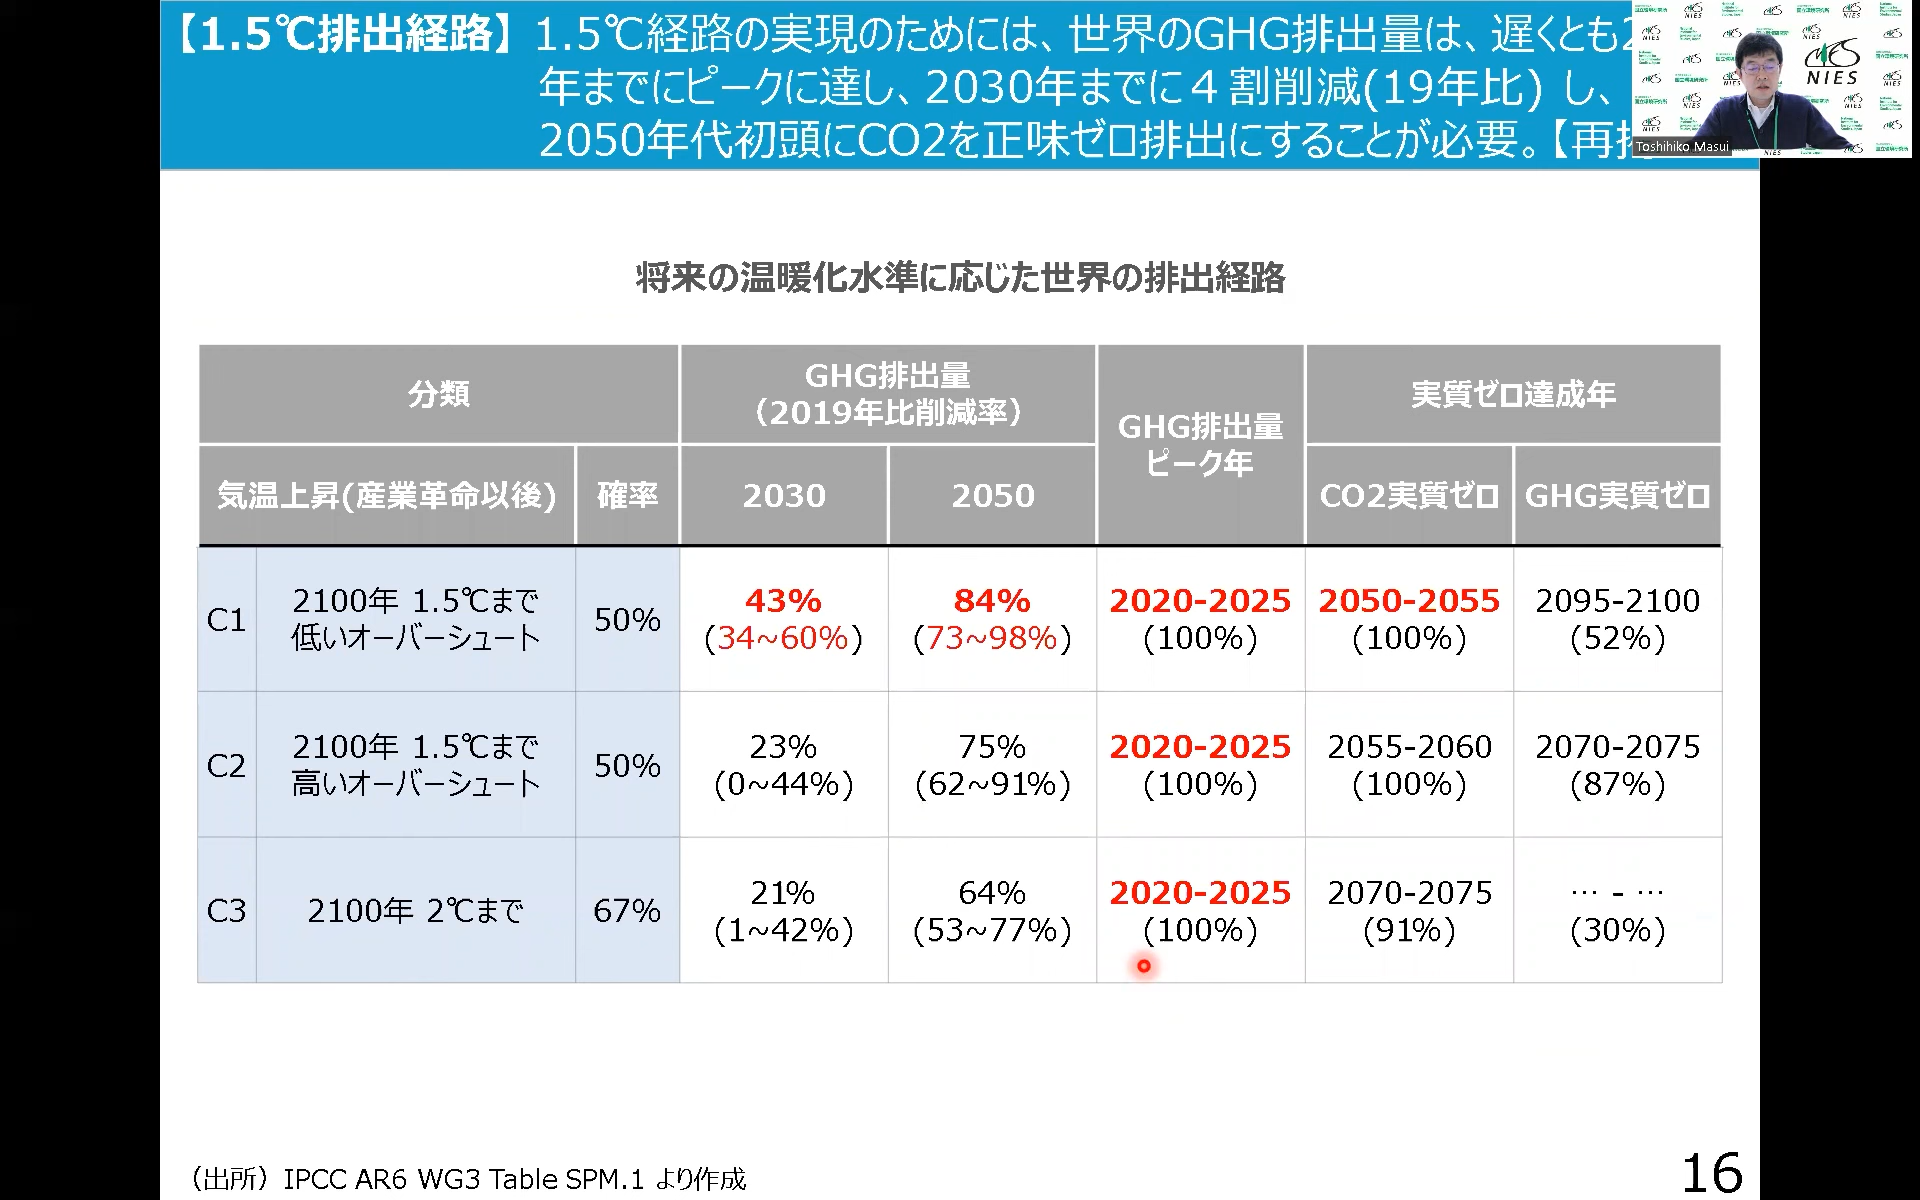 【1.5℃排出経路】1.5℃経路の実現のためには、世界のGHG排出量は、遅くとも2
年までにピークに達し、2030年までに４割削減(19年比) し、
2050年代初頭にCO2を正味ゼロ排出にすることが必要。【再掲
NIES
Toshihiko Masui
将来の温暖化水準に応じた世界の排出経路
分類
GHG排出量
（2019年比削減率）
GHG排出量
ピーク年
実質ゼロ達成年
気温上昇(産業革命以後)
確率
2030
2050
CO2実質ゼロ
GHG実質ゼロ
C1
2100年 1.5℃まで
低いオーバーシュート
50%
43%
(34~60%)
84%
(73~98%)
2020-2025
(100%)
2050-2055
(100%)
2095-2100
(52%)
C2
2100年 1.5℃まで
高いオーバーシュート
50%
23%
(0~44%)
75%
(62~91%)
2020-2025
(100%)
2055-2060
(100%)
2070-2075
(87%)
C3
2100年 2℃まで
67%
21%
(1~42%)
64%
(53~77%)
2020-2025
(100%)
2070-2075
(91%)
… - …
(30%)
（出所）IPCC AR6 WG3 Table SPM.1 より作成
16